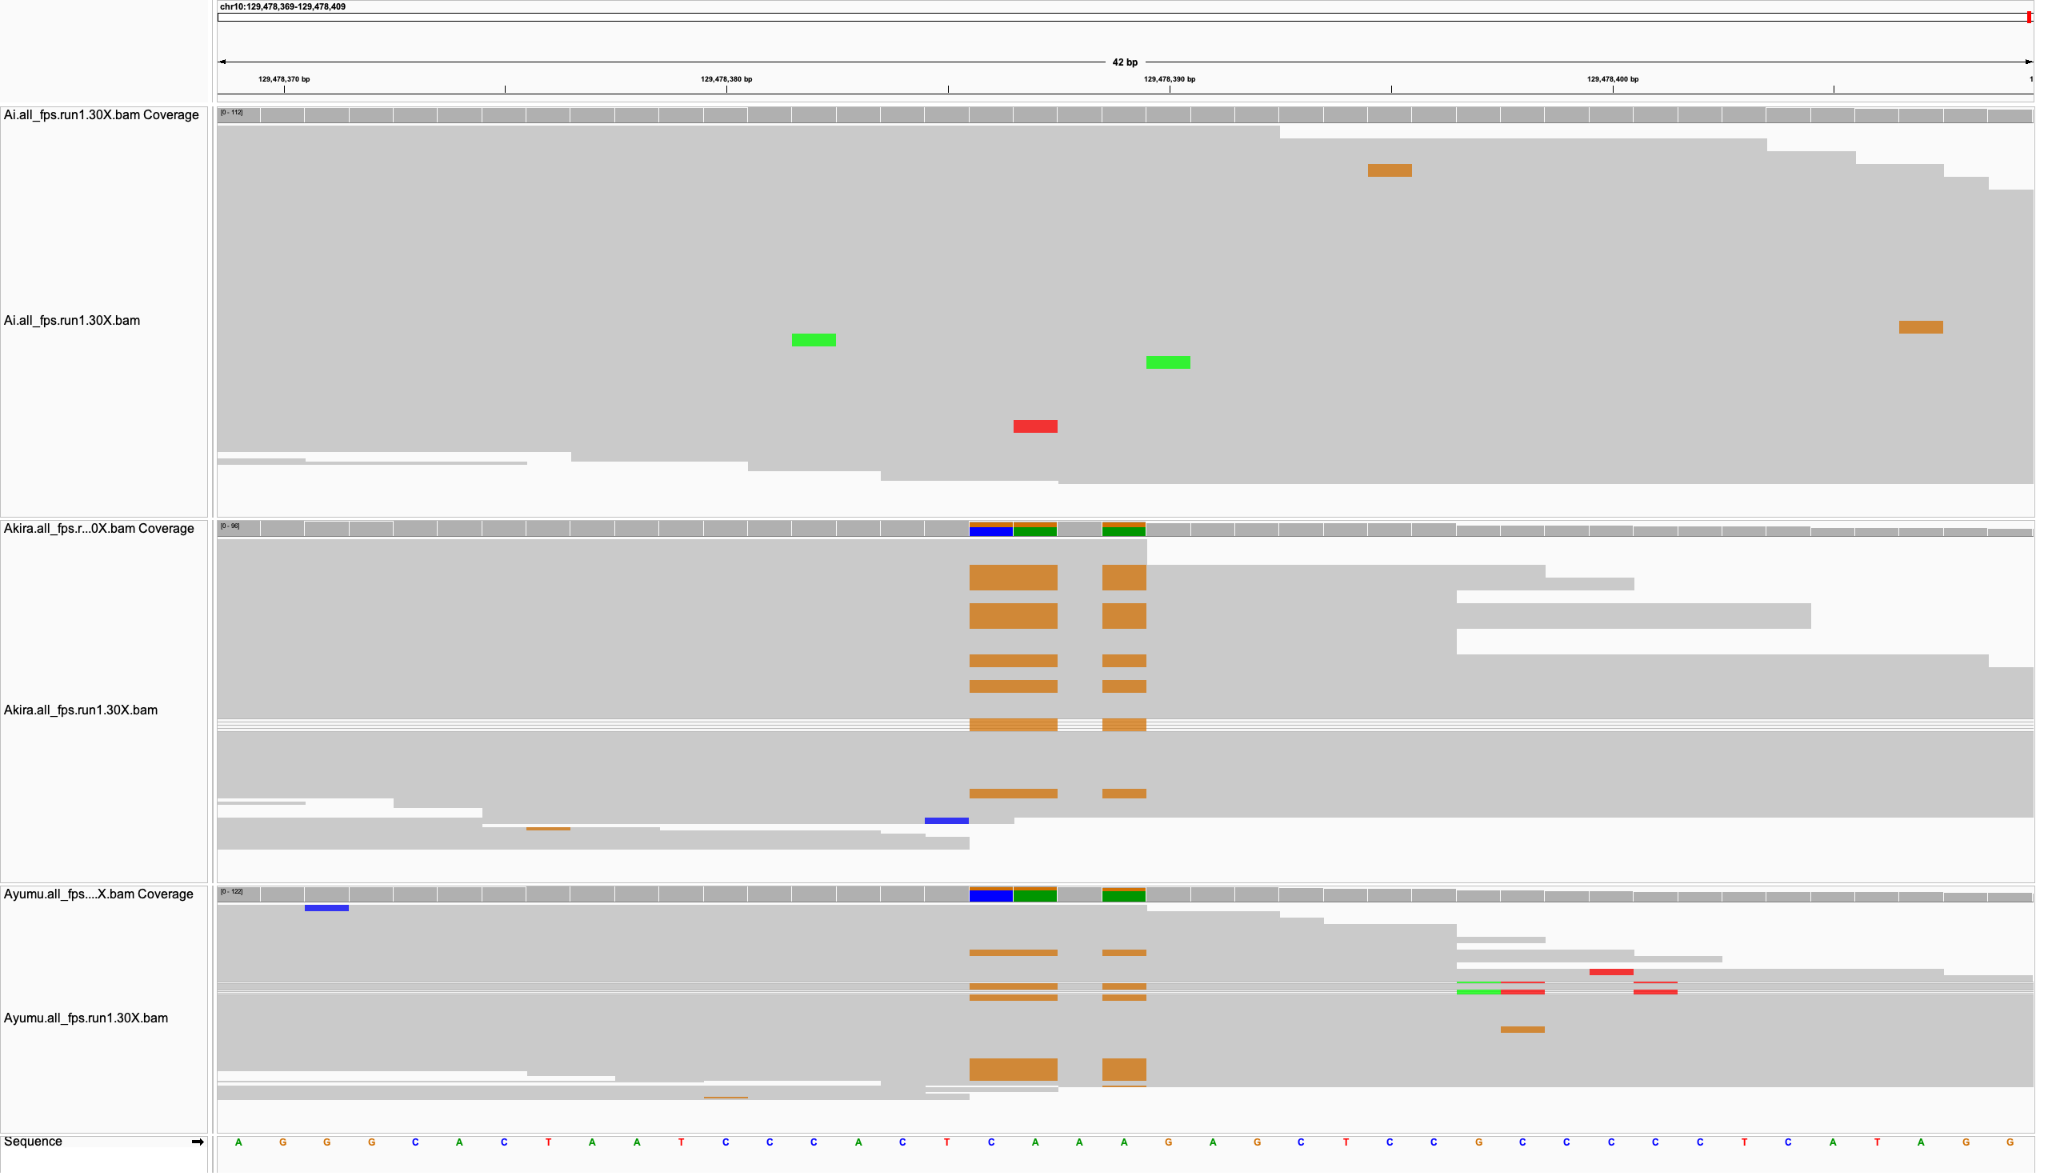 chr10:129,478,369-129,478,409
42 bp
129,478,370 bp 129,478,380 bp 129,478,390 bp 129,478,400 bp 1
Ai.all_fps.run1.30X.bam Coverage
[0 - 112]
Ai.all_fps.run1.30X.bam
Akira.all_fps.r...0X.bam Coverage
Akira.all_fps.run1.30X.bam
Ayumu.all_fps....X.bam Coverage
[0 - 122]
Ayumu.all_fps.run1.30X.bam
Sequence A G G G C A C T A A T C C C A C T C A A A G A G C T C C G C C C C C T C A T A G G